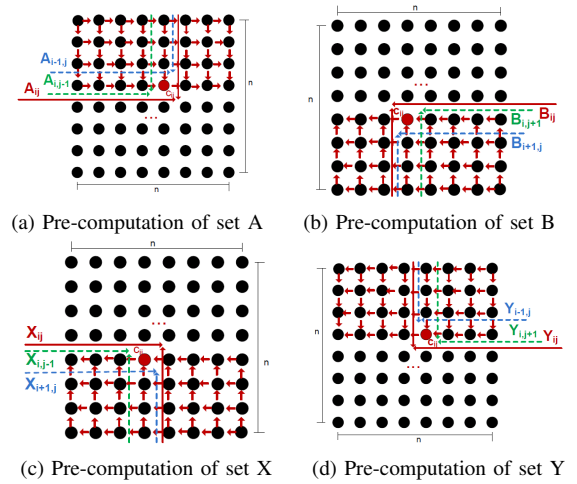 n
A_{i-1,j}
A_{i,j-1}
A_{ij}
C_{ij}
...
n
n
(a) Pre-computation of set A
n
...
n
C_{ij}
B_{ij}
B_{i,j+1}
B_{i+1,j}
(b) Pre-computation of set B
n
...
X_{ij}
C_{ij}
X_{i,j-1}
X_{i+1,j}
n
(c) Pre-computation of set X
Y_{i-1,j}
n
Y_{i,j+1}
C_{ij}
Y_{ij}
...
n
(d) Pre-computation of set Y